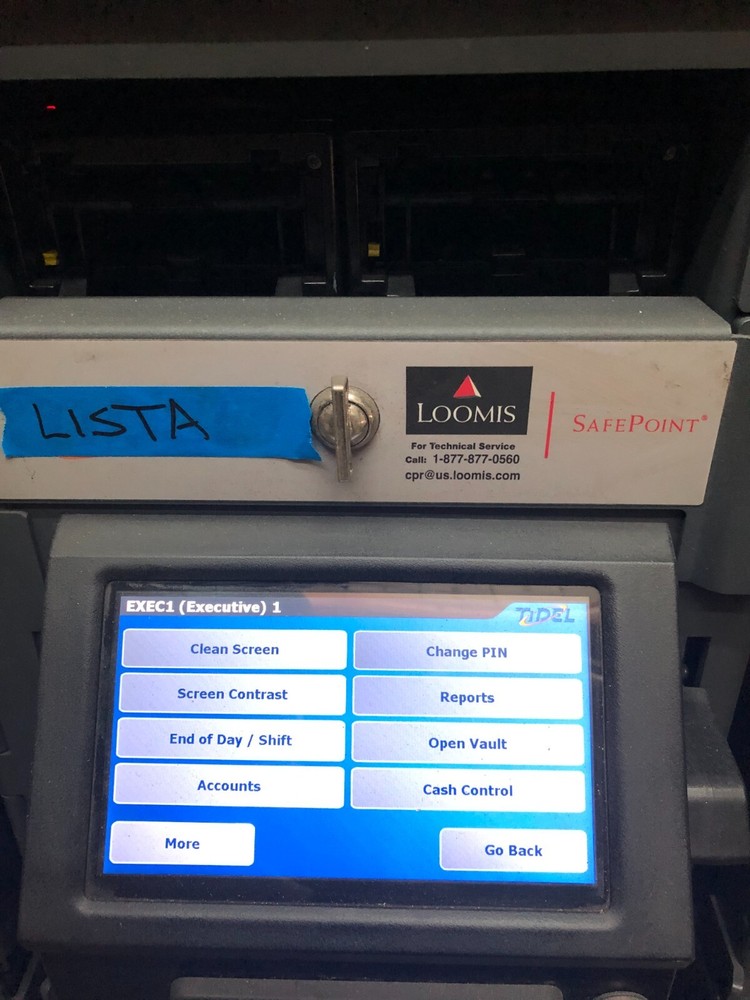 LISTA
LOOMIS
For Technical Service
Call: 1-877-877-0560
cpr@us.loomis.com
SAFEPOINT®
EXEC1 (Executive) 1
TIDEL
Clean Screen
Change PIN
Screen Contrast
Reports
End of Day / Shift
Open Vault
Accounts
Cash Control
More
Go Back